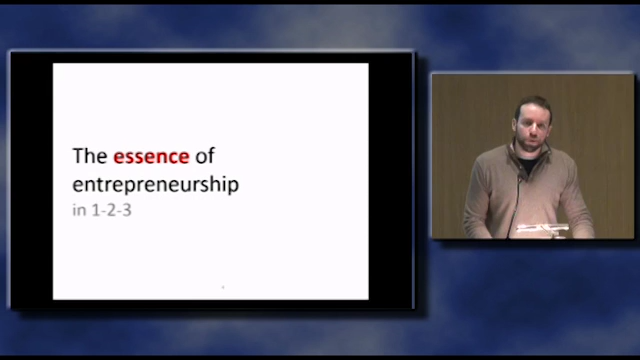 The essence of
entrepreneurship
in 1-2-3